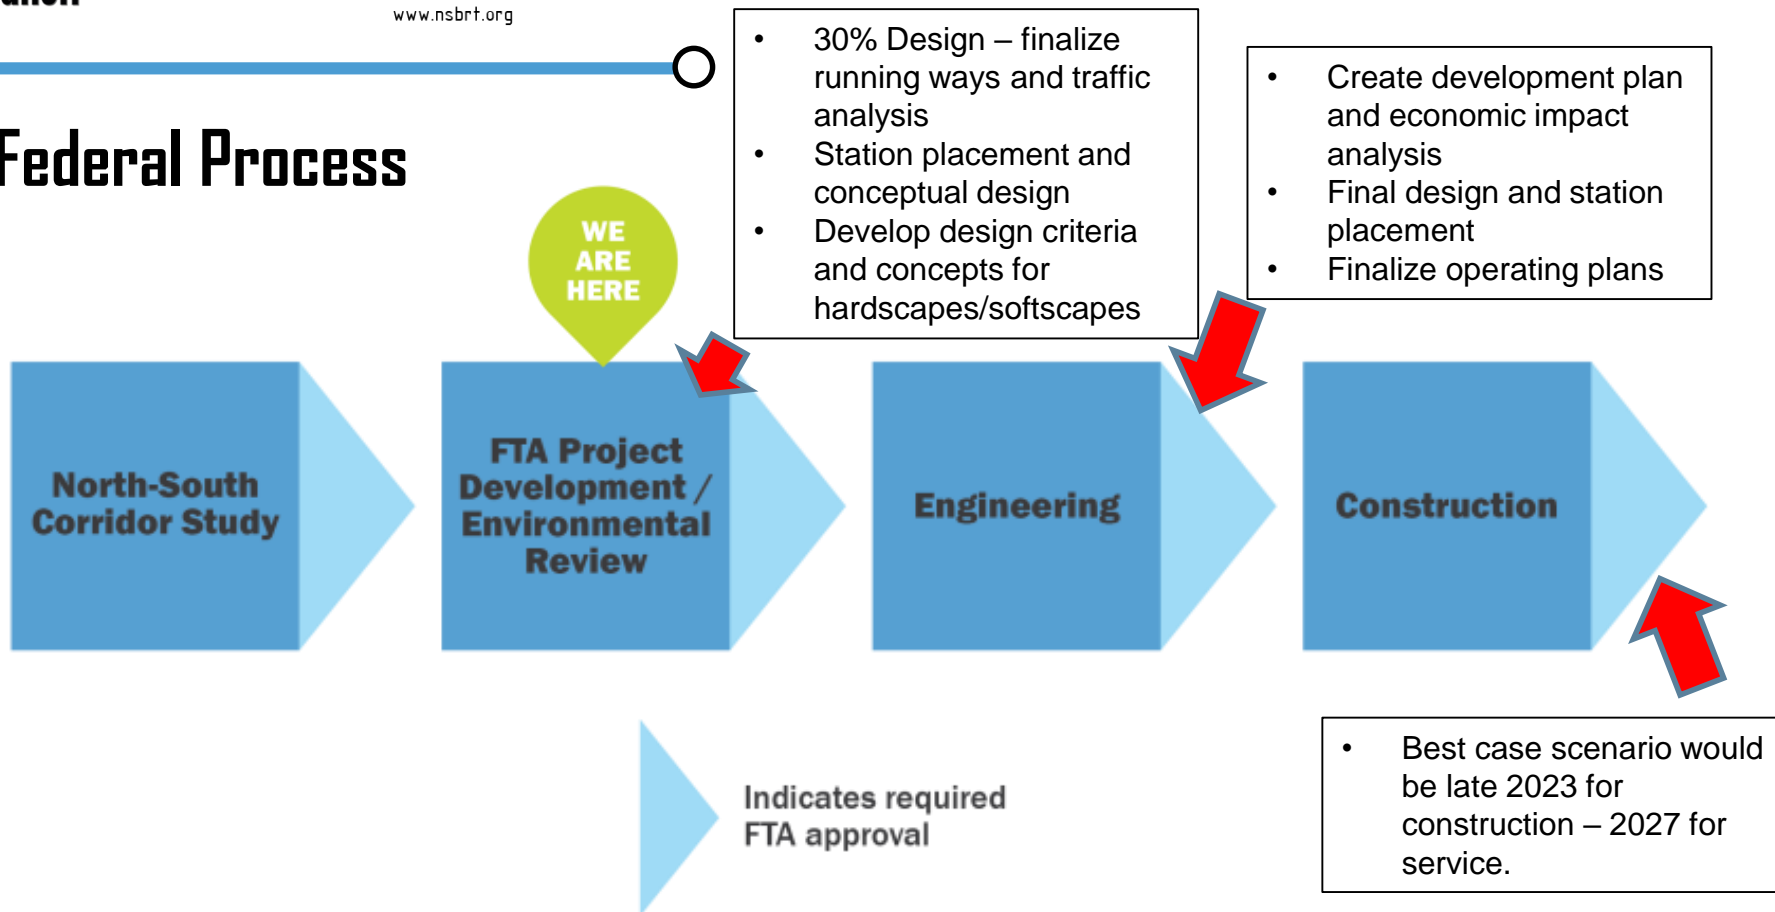 www.nsbrt.org
Federal Process
WE
ARE
HERE
• 30% Design – finalize
running ways and traffic
analysis
• Station placement and
conceptual design
• Develop design criteria
and concepts for
hardscapes/softscapes
• Create development plan
and economic impact
analysis
• Final design and station
placement
• Finalize operating plans
North-South
Corridor Study
FTA Project
Development /
Environmental
Review
Engineering
Construction
Indicates required
FTA approval
• Best case scenario would
be late 2023 for
construction – 2027 for
service.